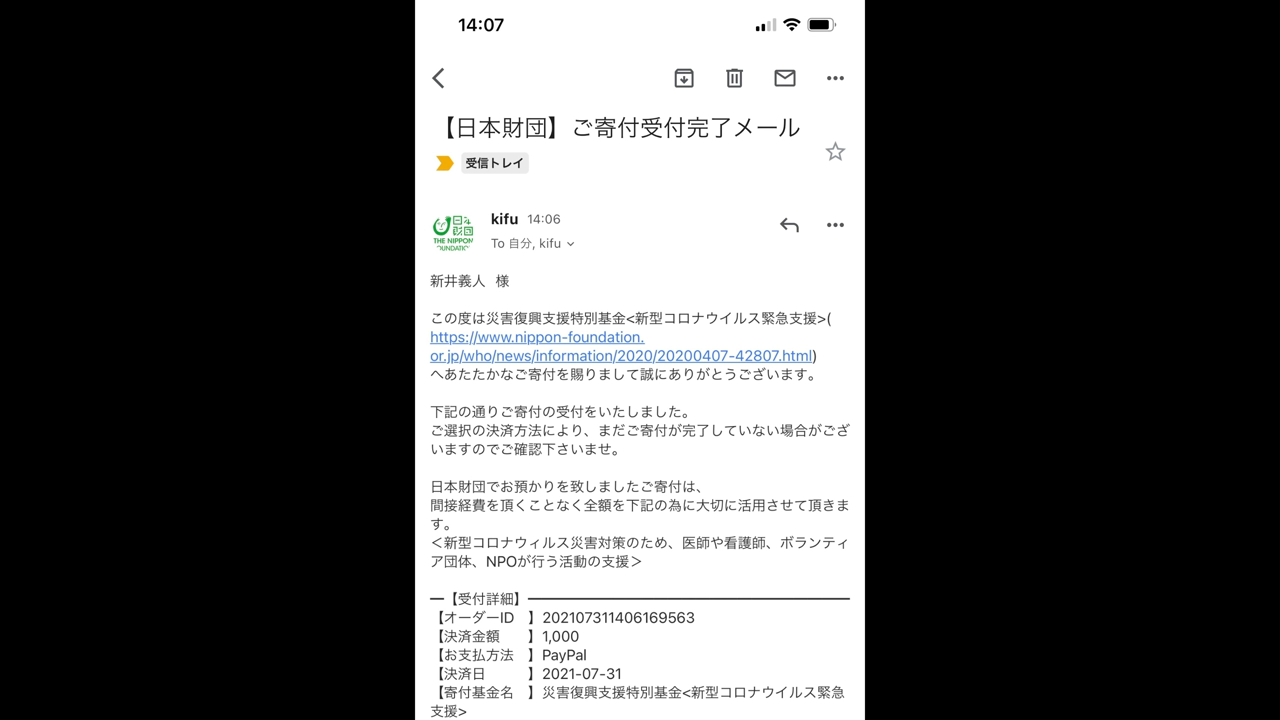 14:07
【日本財団】ご寄付受付完了メール
受信トレイ
日本
財団
THE NIPPON
FOUNDATION
kifu 14:06
To 自分, kifu
新井義人 様
この度は災害復興支援特別基金<新型コロナウイルス緊急支援>(
https://www.nippon-foundation.
or.jp/who/news/information/2020/20200407-42807.html)
へあたたかなご寄付を賜りまして誠にありがとうございます。
下記の通りご寄付の受付をいたしました。
ご選択の決済方法により、まだご寄付が完了していない場合がござ
いますのでご確認下さいませ。
日本財団でお預かりを致しましたご寄付は、
間接経費を頂くことなく全額を下記の為に大切に活用させて頂きま
す。
＜新型コロナウィルス災害対策のため、医師や看護師、ボランティ
ア団体、NPOが行う活動の支援＞
━【受付詳細】━━━━━━━━━━━━━━━━━━━━━━━
【オーダーID 】202107311406169563
【決済金額 】1,000
【お支払方法 】PayPal
【決済日 】2021-07-31
【寄付基金名 】災害復興支援特別基金<新型コロナウイルス緊急
支援>